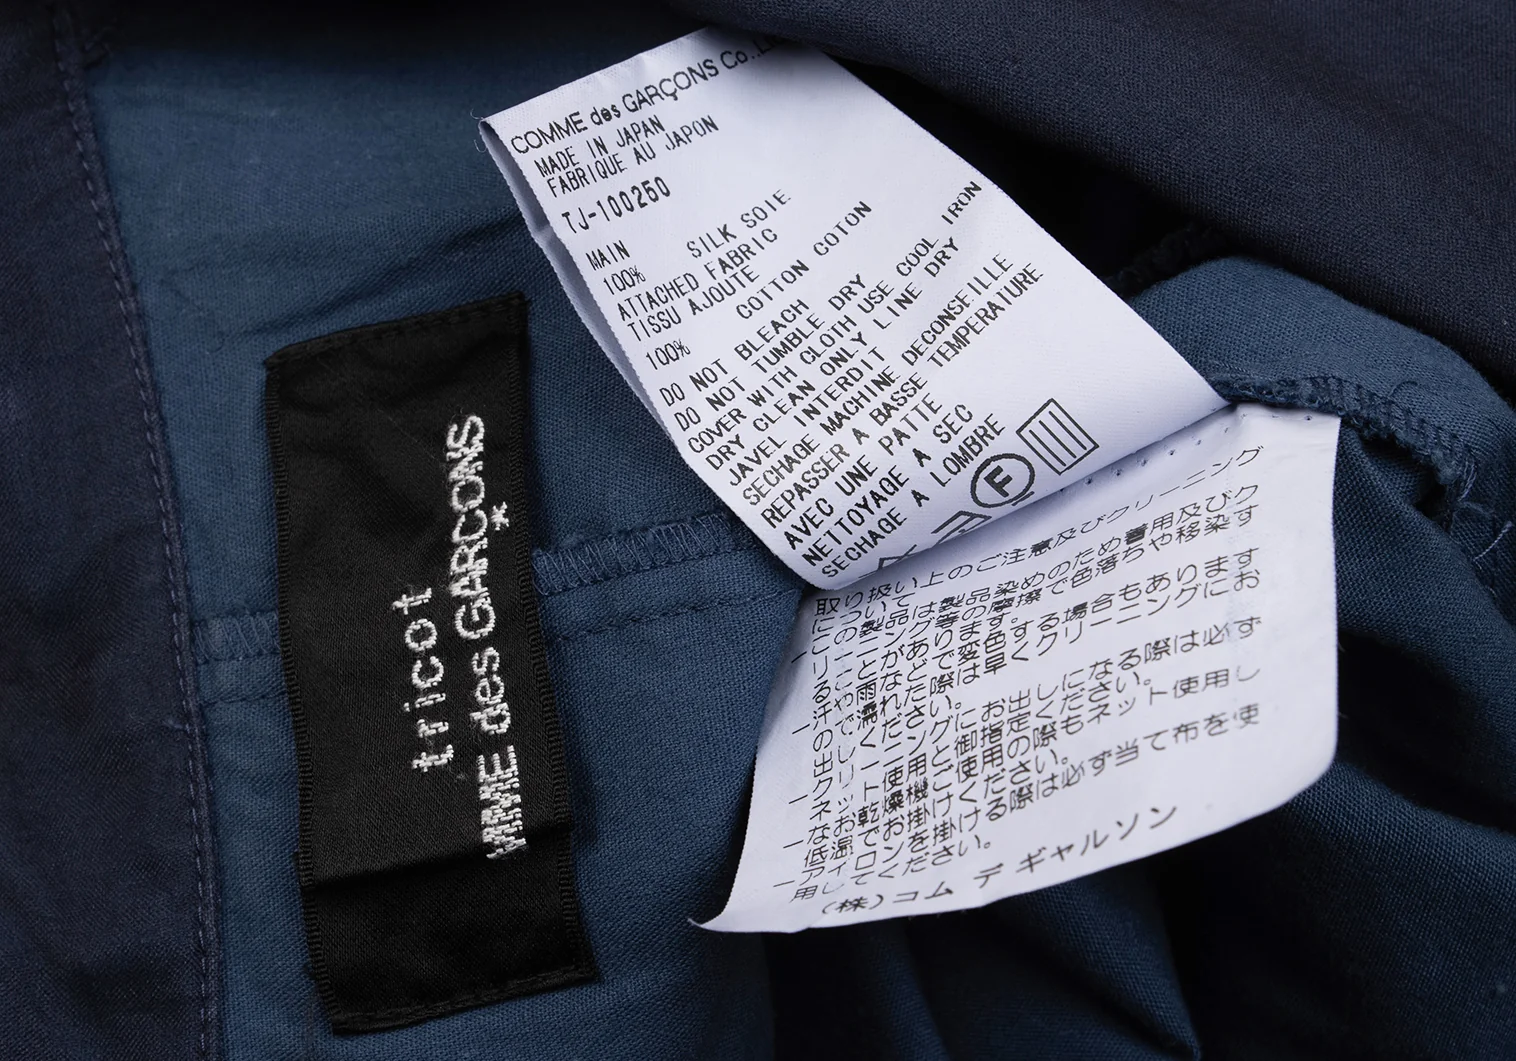 COMME des GARÇONS Co.,L
MADE IN JAPAN
FABRIQUE AU JAPON
TJ-100250
MAIN
100% SILK SOIE
ATTACHED FABRIC
TISSU AJOUTE
100% COTTON COTON
DO NOT BLEACH
DO NOT TUMBLE DRY
COVER WITH CLOTH USE COOL IRON
DRY CLEAN ONLY LINE DRY
JAVEL INTERDIT
SECHAGE MACHINE DECONSEILLE
REPASSER A BASSE TEMPERATURE
AVEC UNE PATTE
NETTOYAGE A SEC
SECHAGE A LOMBRE
F
tricot
COMME des GARÇONS
取り扱い上のご注意及びクリーニング
について
この製品は製品染めのため着用及びク
リーニング等の摩擦で色落ちや移染す
ることがあります。
一汗や雨などで変色する場合もあります
ので濡れた際は早くクリーニングにお
出しください。
一クリーニングにお出しになる際は必ず
ネット使用と御指定ください。
一なお乾燥機ご使用の際もネット使用し
低温でお掛けください。
一アイロンを掛ける際は必ず当て布を使
用してください。
(株)コム デ ギャルソン